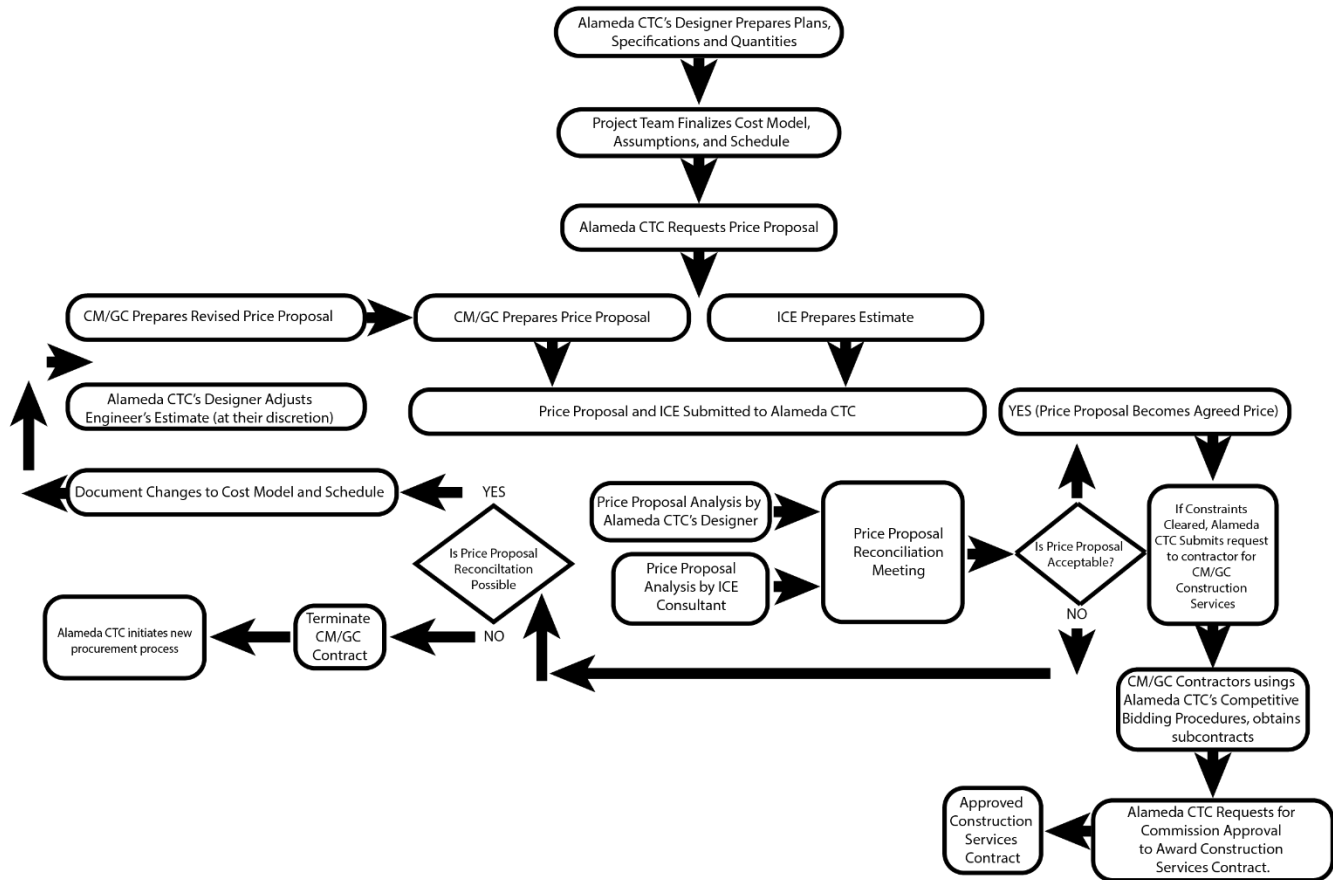 Alameda CTC's Designer Prepares Plans,
Specifications and Quantities
Project Team Finalizes Cost Model,
Assumptions, and Schedule
Alameda CTC Requests Price Proposal
CM/GC Prepares Revised Price Proposal
CM/GC Prepares Price Proposal
ICE Prepares Estimate
Alameda CTC's Designer Adjusts
Engineer's Estimate (at their discretion)
Price Proposal and ICE Submitted to Alameda CTC
YES (Price Proposal Becomes Agreed Price)
Document Changes to Cost Model and Schedule
YES
Is Price Proposal
Reconciltation
Possible
NO
Terminate
CM/GC
Contract
Alameda CTC initiates new
procurement process
Price Proposal Analysis by
Alameda CTC's Designer
Price Proposal
Analysis by ICE
Consultant
Price Proposal
Reconciliation
Meeting
Is Price Proposal
Acceptable?
NO
If Constraints
Cleared, Alameda
CTC Submits request
to contractor for
CM/GC
Construction
Services
CM/GC Contractors usings
Alameda CTC's Competitive
Bidding Procedures, obtains
subcontracts
Alameda CTC Requests for
Commission Approval
to Award Construction
Services Contract.
Approved
Construction
Services
Contract